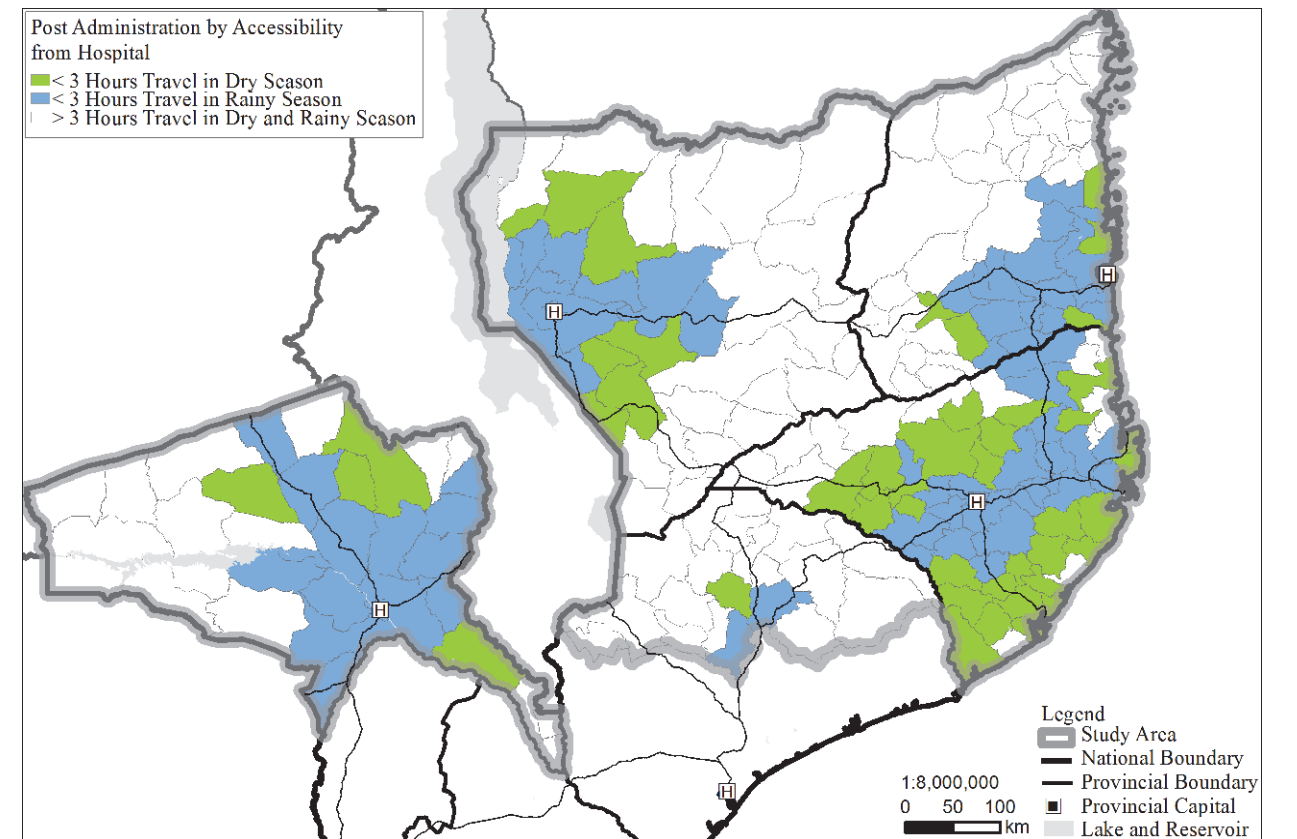 Post Administration by Accessibility
from Hospital
< 3 Hours Travel in Dry Season
< 3 Hours Travel in Rainy Season
> 3 Hours Travel in Dry and Rainy Season
H
H
H
H
H
H
Legend
Study Area
National Boundary
Provincial Boundary
Provincial Capital
Lake and Reservoir
1:8,000,000
0 50 100
km